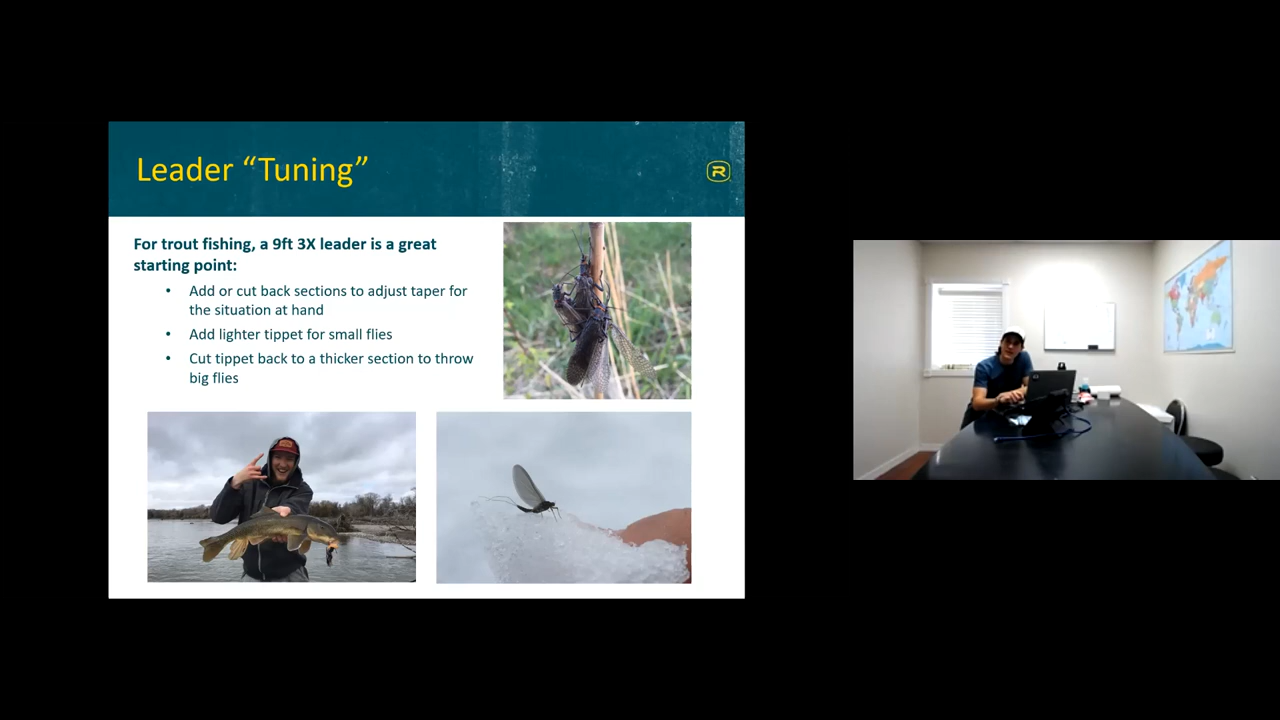 Leader “Tuning”
R
For trout fishing, a 9ft 3X leader is a great
starting point:
• Add or cut back sections to adjust taper for
the situation at hand
• Add lighter tippet for small flies
• Cut tippet back to a thicker section to throw
big flies